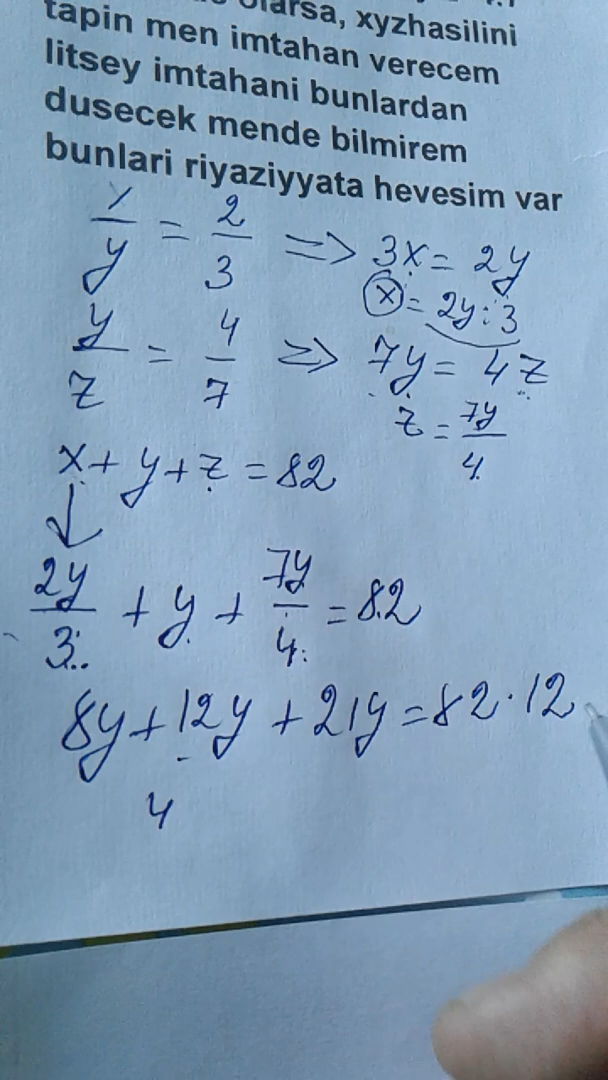 olarsa, xyzhasilini
tapin men imtahan verecem
litsey imtahani bunlardan
dusecek mende bilmirem
bunlari riyaziyyata hevesim var
x/y = 2/3 => 3x = 2y
x = 2y : 3
y/z = 4/7 => 7y = 4z
z = 7y/4
x + y + z = 82
2y/3 + y + 7y/4 = 82
8y + 12y + 21y = 82 · 12
4